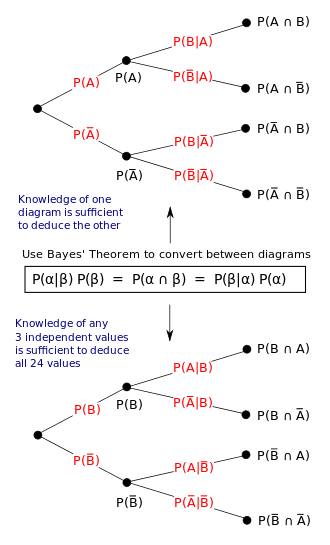 P(A ∩ B)
P(B|A)
P(A)
P(A)
P(B̅|A)
P(A ∩ B̅)
P(A̅)
P(A̅ ∩ B)
P(B|A̅)
P(A̅)
P(B̅|A̅)
P(A̅ ∩ B̅)
Knowledge of one
diagram is sufficient
to deduce the other
Use Bayes' Theorem to convert between diagrams
P(α|β) P(β) = P(α ∩ β) = P(β|α) P(α)
Knowledge of any
3 independent values
is sufficient to deduce
all 24 values
P(B ∩ A)
P(A|B)
P(B)
P(B)
P(A̅|B)
P(B ∩ A̅)
P(B̅)
P(B̅ ∩ A)
P(A|B̅)
P(B̅)
P(A̅|B̅)
P(B̅ ∩ A̅)